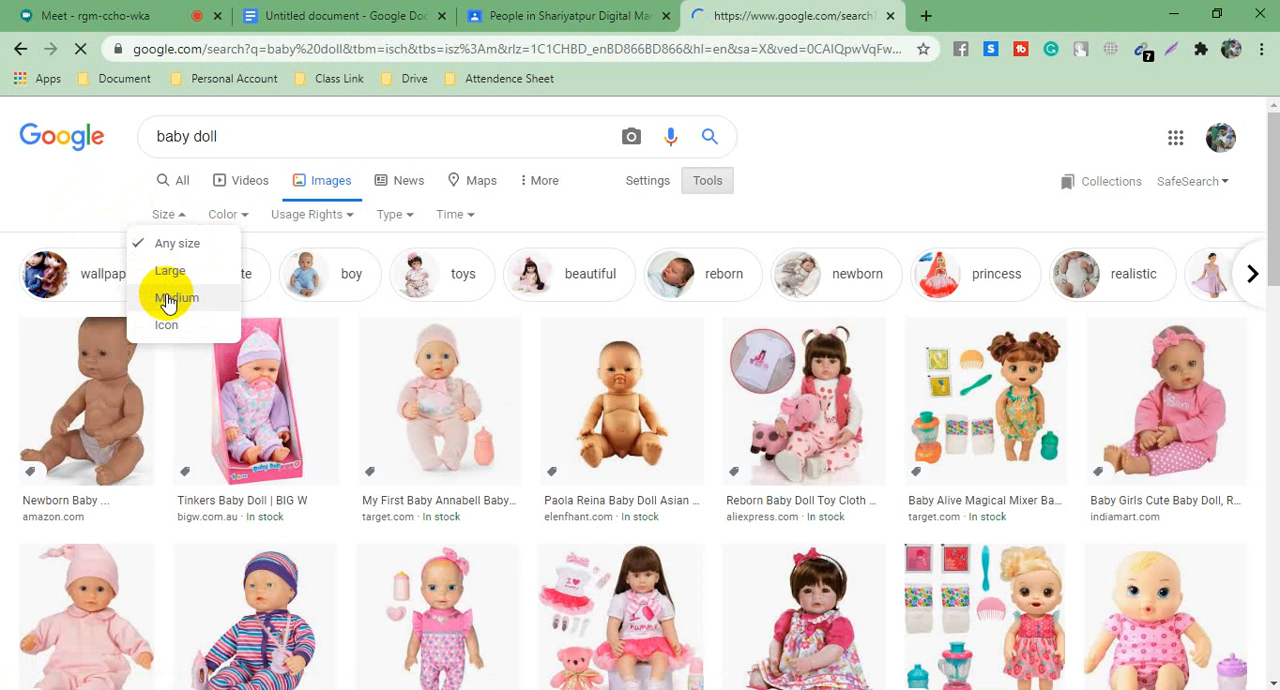 Meet - rgm-ccho-wka
Untitled document - Google Doc
People in Shariyatpur Digital Ma
https://www.google.com/search?
google.com/search?q=baby%20doll&tbm=isch&tbs=isz%3Am&rlz=1C1CHBD_enBD866BD866&hl=en&sa=X&ved=0CAIQpwVqFw...
7
Apps
Document
Personal Account
Class Link
Drive
Attendence Sheet
Google
baby doll
All
Videos
Images
News
Maps
More
Settings
Tools
Collections
SafeSearch
Size
Color
Usage Rights
Type
Time
Any size
Large
Medium
Icon
boy
toys
beautiful
reborn
newborn
princess
realistic
Newborn Baby ...
amazon.com
Tinkers Baby Doll | BIG W
bigw.com.au · In stock
My First Baby Annabell Baby...
target.com · In stock
Paola Reina Baby Doll Asian ...
elenfhant.com · In stock
Reborn Baby Doll Toy Cloth ...
aliexpress.com · In stock
Baby Alive Magical Mixer Ba...
target.com · In stock
Baby Girls Cute Baby Doll, R...
indiamart.com